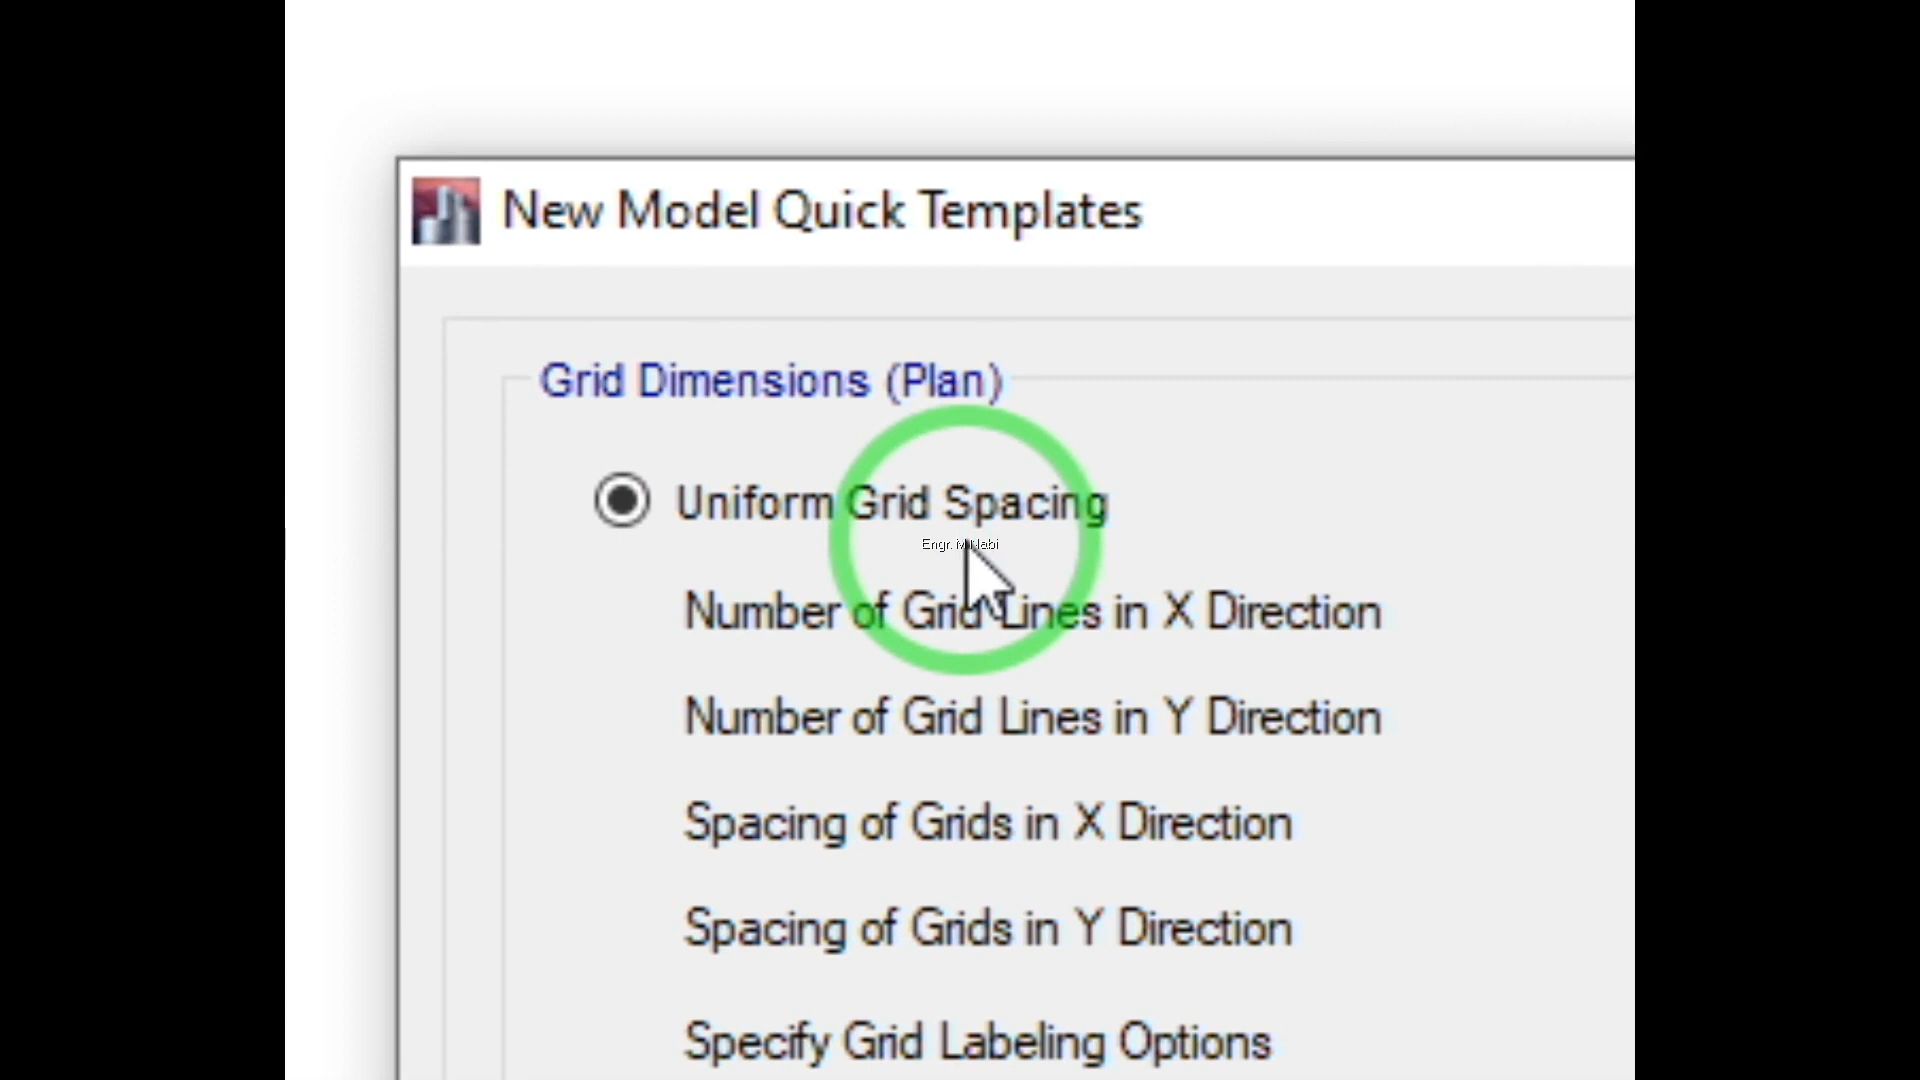 New Model Quick Templates
Grid Dimensions (Plan)
Uniform Grid Spacing
Engr.
Number of Grid Lines in X Direction
Number of Grid Lines in Y Direction
Spacing of Grids in X Direction
Spacing of Grids in Y Direction
Specify Grid Labeling Options